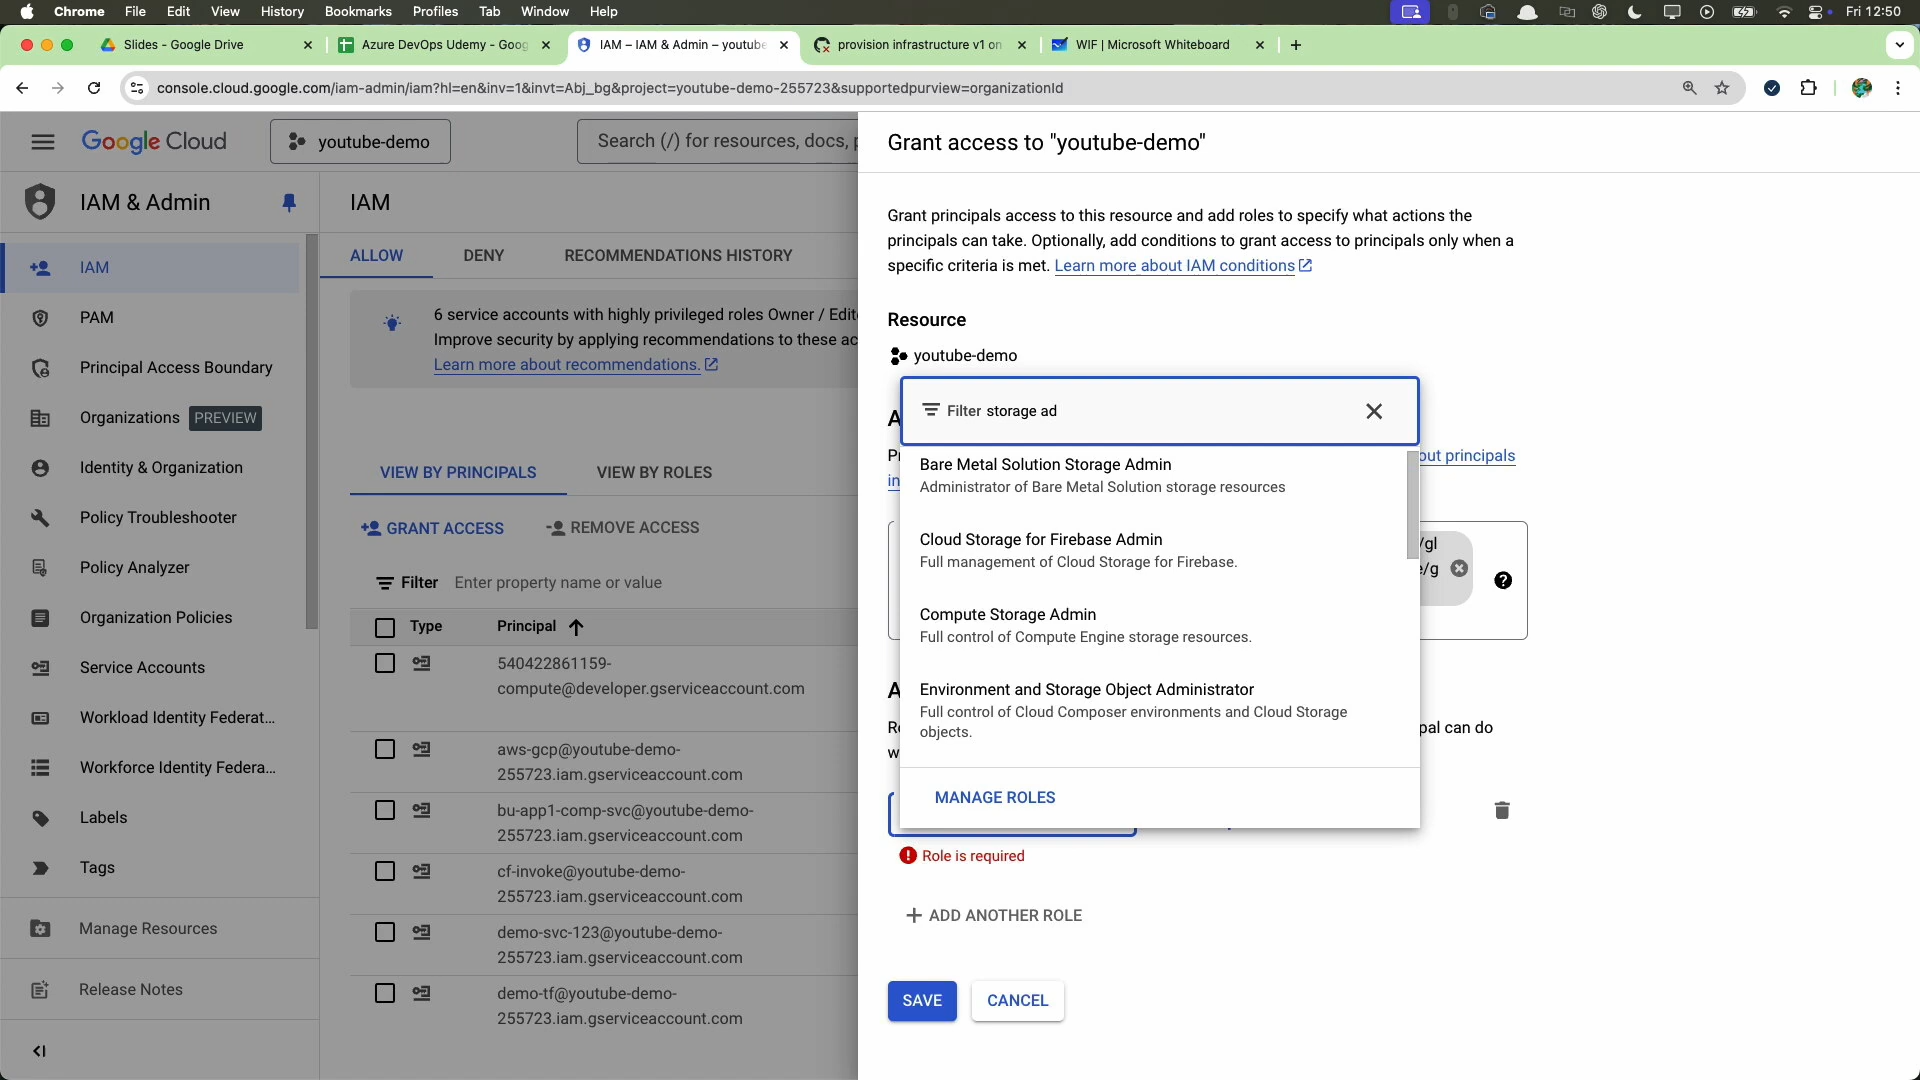 Chrome File Edit View History Bookmarks Profiles Tab Window Help Fri 12:50
Slides - Google Drive
Azure DevOps Udemy - Goog
IAM – IAM & Admin – youtube
provision infrastructure v1 on
WIF | Microsoft Whiteboard
console.cloud.google.com/iam-admin/iam?hl=en&inv=1&invt=Abj_bg&project=youtube-demo-255723&supportedpurview=organizationId
Google Cloud
youtube-demo
Search (/) for resources, docs, p
IAM & Admin
IAM
PAM
Principal Access Boundary
Organizations PREVIEW
Identity & Organization
Policy Troubleshooter
Policy Analyzer
Organization Policies
Service Accounts
Workload Identity Federat...
Workforce Identity Federa...
Labels
Tags
Manage Resources
Release Notes
IAM
ALLOW DENY RECOMMENDATIONS HISTORY
6 service accounts with highly privileged roles Owner / Edit
Improve security by applying recommendations to these ac
Learn more about recommendations.
VIEW BY PRINCIPALS VIEW BY ROLES
GRANT ACCESS REMOVE ACCESS
Filter Enter property name or value
Type Principal
540422861159-
compute@developer.gserviceaccount.com
aws-gcp@youtube-demo-
255723.iam.gserviceaccount.com
bu-app1-comp-svc@youtube-demo-
255723.iam.gserviceaccount.com
cf-invoke@youtube-demo-
255723.iam.gserviceaccount.com
demo-svc-123@youtube-demo-
255723.iam.gserviceaccount.com
demo-tf@youtube-demo-
255723.iam.gserviceaccount.com
Grant access to "youtube-demo"
Grant principals access to this resource and add roles to specify what actions the
principals can take. Optionally, add conditions to grant access to principals only when a
specific criteria is met. Learn more about IAM conditions
Resource
youtube-demo
Filter storage ad
out principals
in
/gl
e/g
Bare Metal Solution Storage Admin
Administrator of Bare Metal Solution storage resources
Cloud Storage for Firebase Admin
Full management of Cloud Storage for Firebase.
Compute Storage Admin
Full control of Compute Engine storage resources.
Environment and Storage Object Administrator
Full control of Cloud Composer environments and Cloud Storage
objects.
pal can do
MANAGE ROLES
Role is required
ADD ANOTHER ROLE
SAVE CANCEL